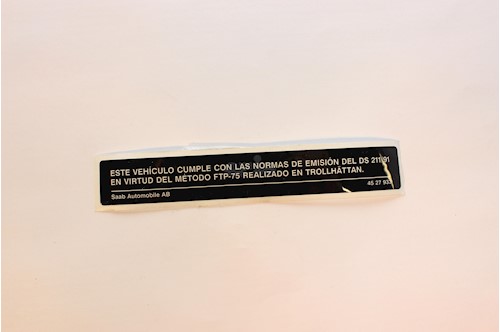 ESTE VEHÍCULO CUMPLE CON LAS NORMAS DE EMISIÓN DEL DS 211/91
EN VIRTUD DEL MÉTODO FTP-75 REALIZADO EN TROLLHÄTTAN.
Saab Automobile AB
45 27 933